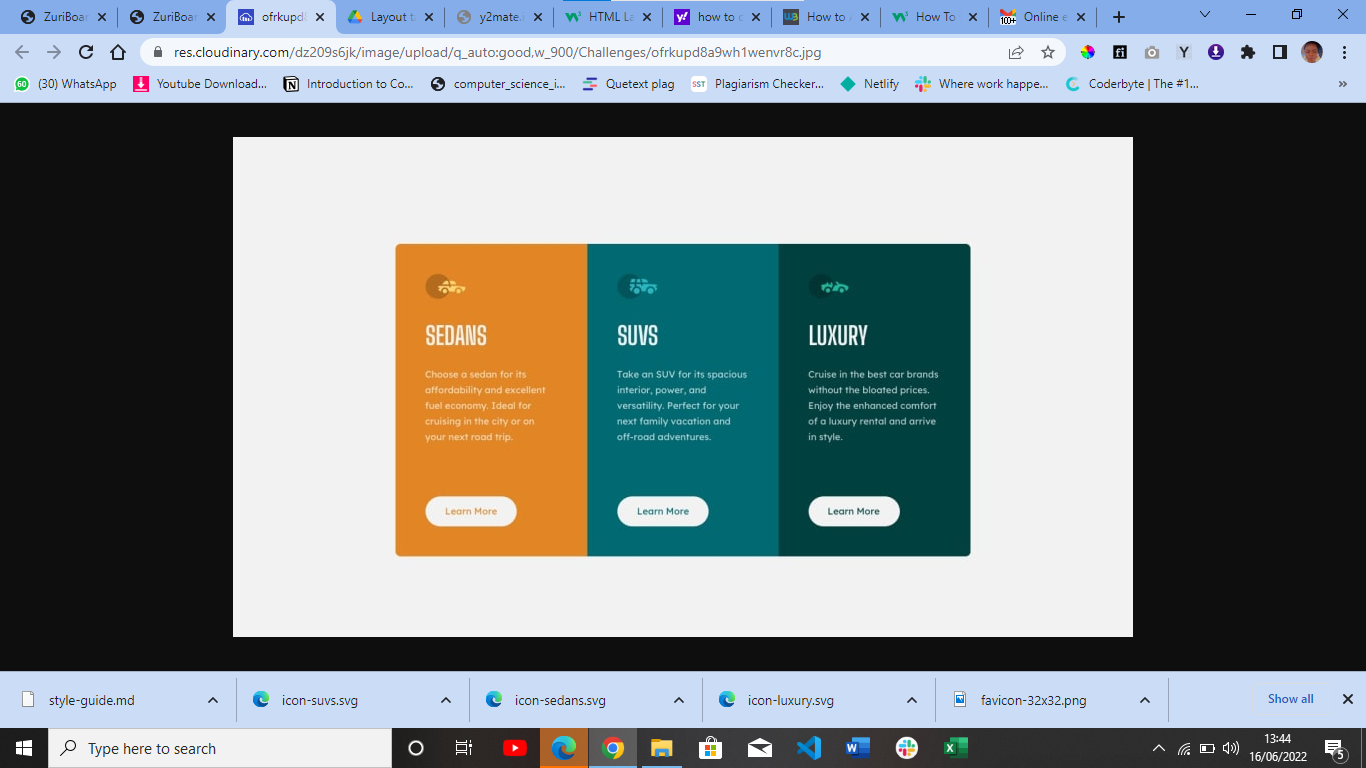 ZuriBoar
ZuriBoar
ofrkupdl
Layout ta
y2mate.
HTML La
how to c
How to
How To
100+
Online e
res.cloudinary.com/dz209s6jk/image/upload/q_auto:good,w_900/Challenges/ofrkupd8a9wh1wenvr8c.jpg
60 (30) WhatsApp
Youtube Download...
Introduction to Co...
computer_science_i...
Quetext plag
SST Plagiarism Checker...
Netlify
Where work happe...
Coderbyte | The #1...
»
SEDANS
Choose a sedan for its
affordability and excellent
fuel economy. Ideal for
cruising in the city or on
your next road trip.
Learn More
SUVS
Take an SUV for its spacious
interior, power, and
versatility. Perfect for your
next family vacation and
off-road adventures.
Learn More
LUXURY
Cruise in the best car brands
without the bloated prices.
Enjoy the enhanced comfort
of a luxury rental and arrive
in style.
Learn More
style-guide.md
icon-suvs.svg
icon-sedans.svg
icon-luxury.svg
favicon-32x32.png
Show all
Type here to search
13:44
16/06/2022
5